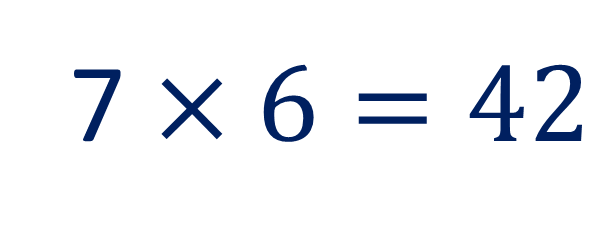 7 × 6 = 42